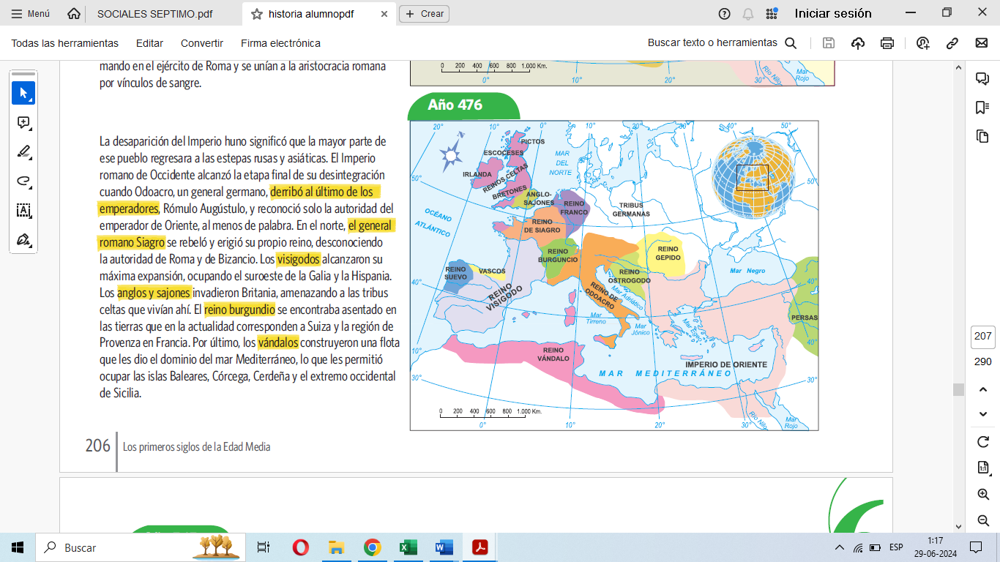 Menú
SOCIALES SEPTIMO.pdf
historia alumnopdf
Crear
Iniciar sesión
Todas las herramientas
Editar
Convertir
Firma electrónica
Buscar texto o herramientas
mando en el ejército de Roma y se unían a la aristocracia romana
por vínculos de sangre.
La desaparición del Imperio huno significó que la mayor parte de
ese pueblo regresara a las estepas rusas y asiáticas. El Imperio
romano de Occidente alcanzó la etapa final de su desintegración
cuando Odoacro, un general germano, derribó al último de los
emperadores, Rómulo Augústulo, y reconoció solo la autoridad del
emperador de Oriente, al menos de palabra. En el norte, el general
romano Siagro se rebeló y erigió su propio reino, desconociendo
la autoridad de Roma y de Bizancio. Los visigodos alcanzaron su
máxima expansión, ocupando el suroeste de la Galia y la Hispania.
Los anglos y sajones invadieron Britania, amenazando a las tribus
celtas que vivían ahí. El reino burgundio se encontraba asentado en
las tierras que en la actualidad corresponden a Suiza y la región de
Provenza en Francia. Por último, los vándalos construyeron una flota
que les dio el dominio del mar Mediterráneo, lo que les permitió
ocupar las islas Baleares, Córcega, Cerdeña y el extremo occidental
de Sicilia.
206
Los primeros siglos de la Edad Media
0 200 400 600 800 1.000 Km.
0° 10° 20° 30°
Río Nilo
Mar
Rojo
Año 476
20° 10° 0° 10° 20° 30° 40° 50°
PICTOS
ESCOCESES
IRLANDA
REINOS CELTAS
BRETONES
MAR
DEL
NORTE
ANGLO-
SAJONES
REINO
FRANCO
TRIBUS
GERMANAS
50°
50°
OCÉANO
ATLÁNTICO
REINO
DE SIAGRO
REINO
BURGUNCIO
REINO
GEPIDO
REINO
SUEVO
VASCOS
REINO
OSTROGODO
Mar Negro
40°
40°
REINO
VISIGODO
REINO DE
ODOACRO
Mar Adriático
Mar
Tirreno
Mar
Jónico
Mar Egeo
PERSAS
40°
10°
REINO
VÁNDALO
IMPERIO DE ORIENTE
MAR MEDITERRÁNEO
30°
30°
0 200 400 600 800 1.000 Km.
0° 10° 20° 30°
Río Nilo
Mar
Rojo
207
290
1:1
Buscar
ESP
1:17
29-06-2024